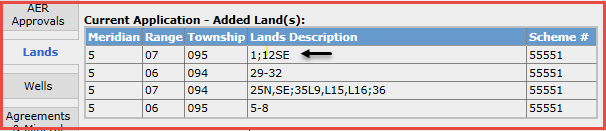 AER
Approvals
Lands
Wells
Agreements
& Mineral
Current Application - Added Land(s):
Meridian Range Township Lands Description Scheme #
5 07 095 1;12SE 55551
5 06 094 29-32 55551
5 07 094 25N,SE;35L9,L15,L16;36 55551
5 06 095 5-8 55551